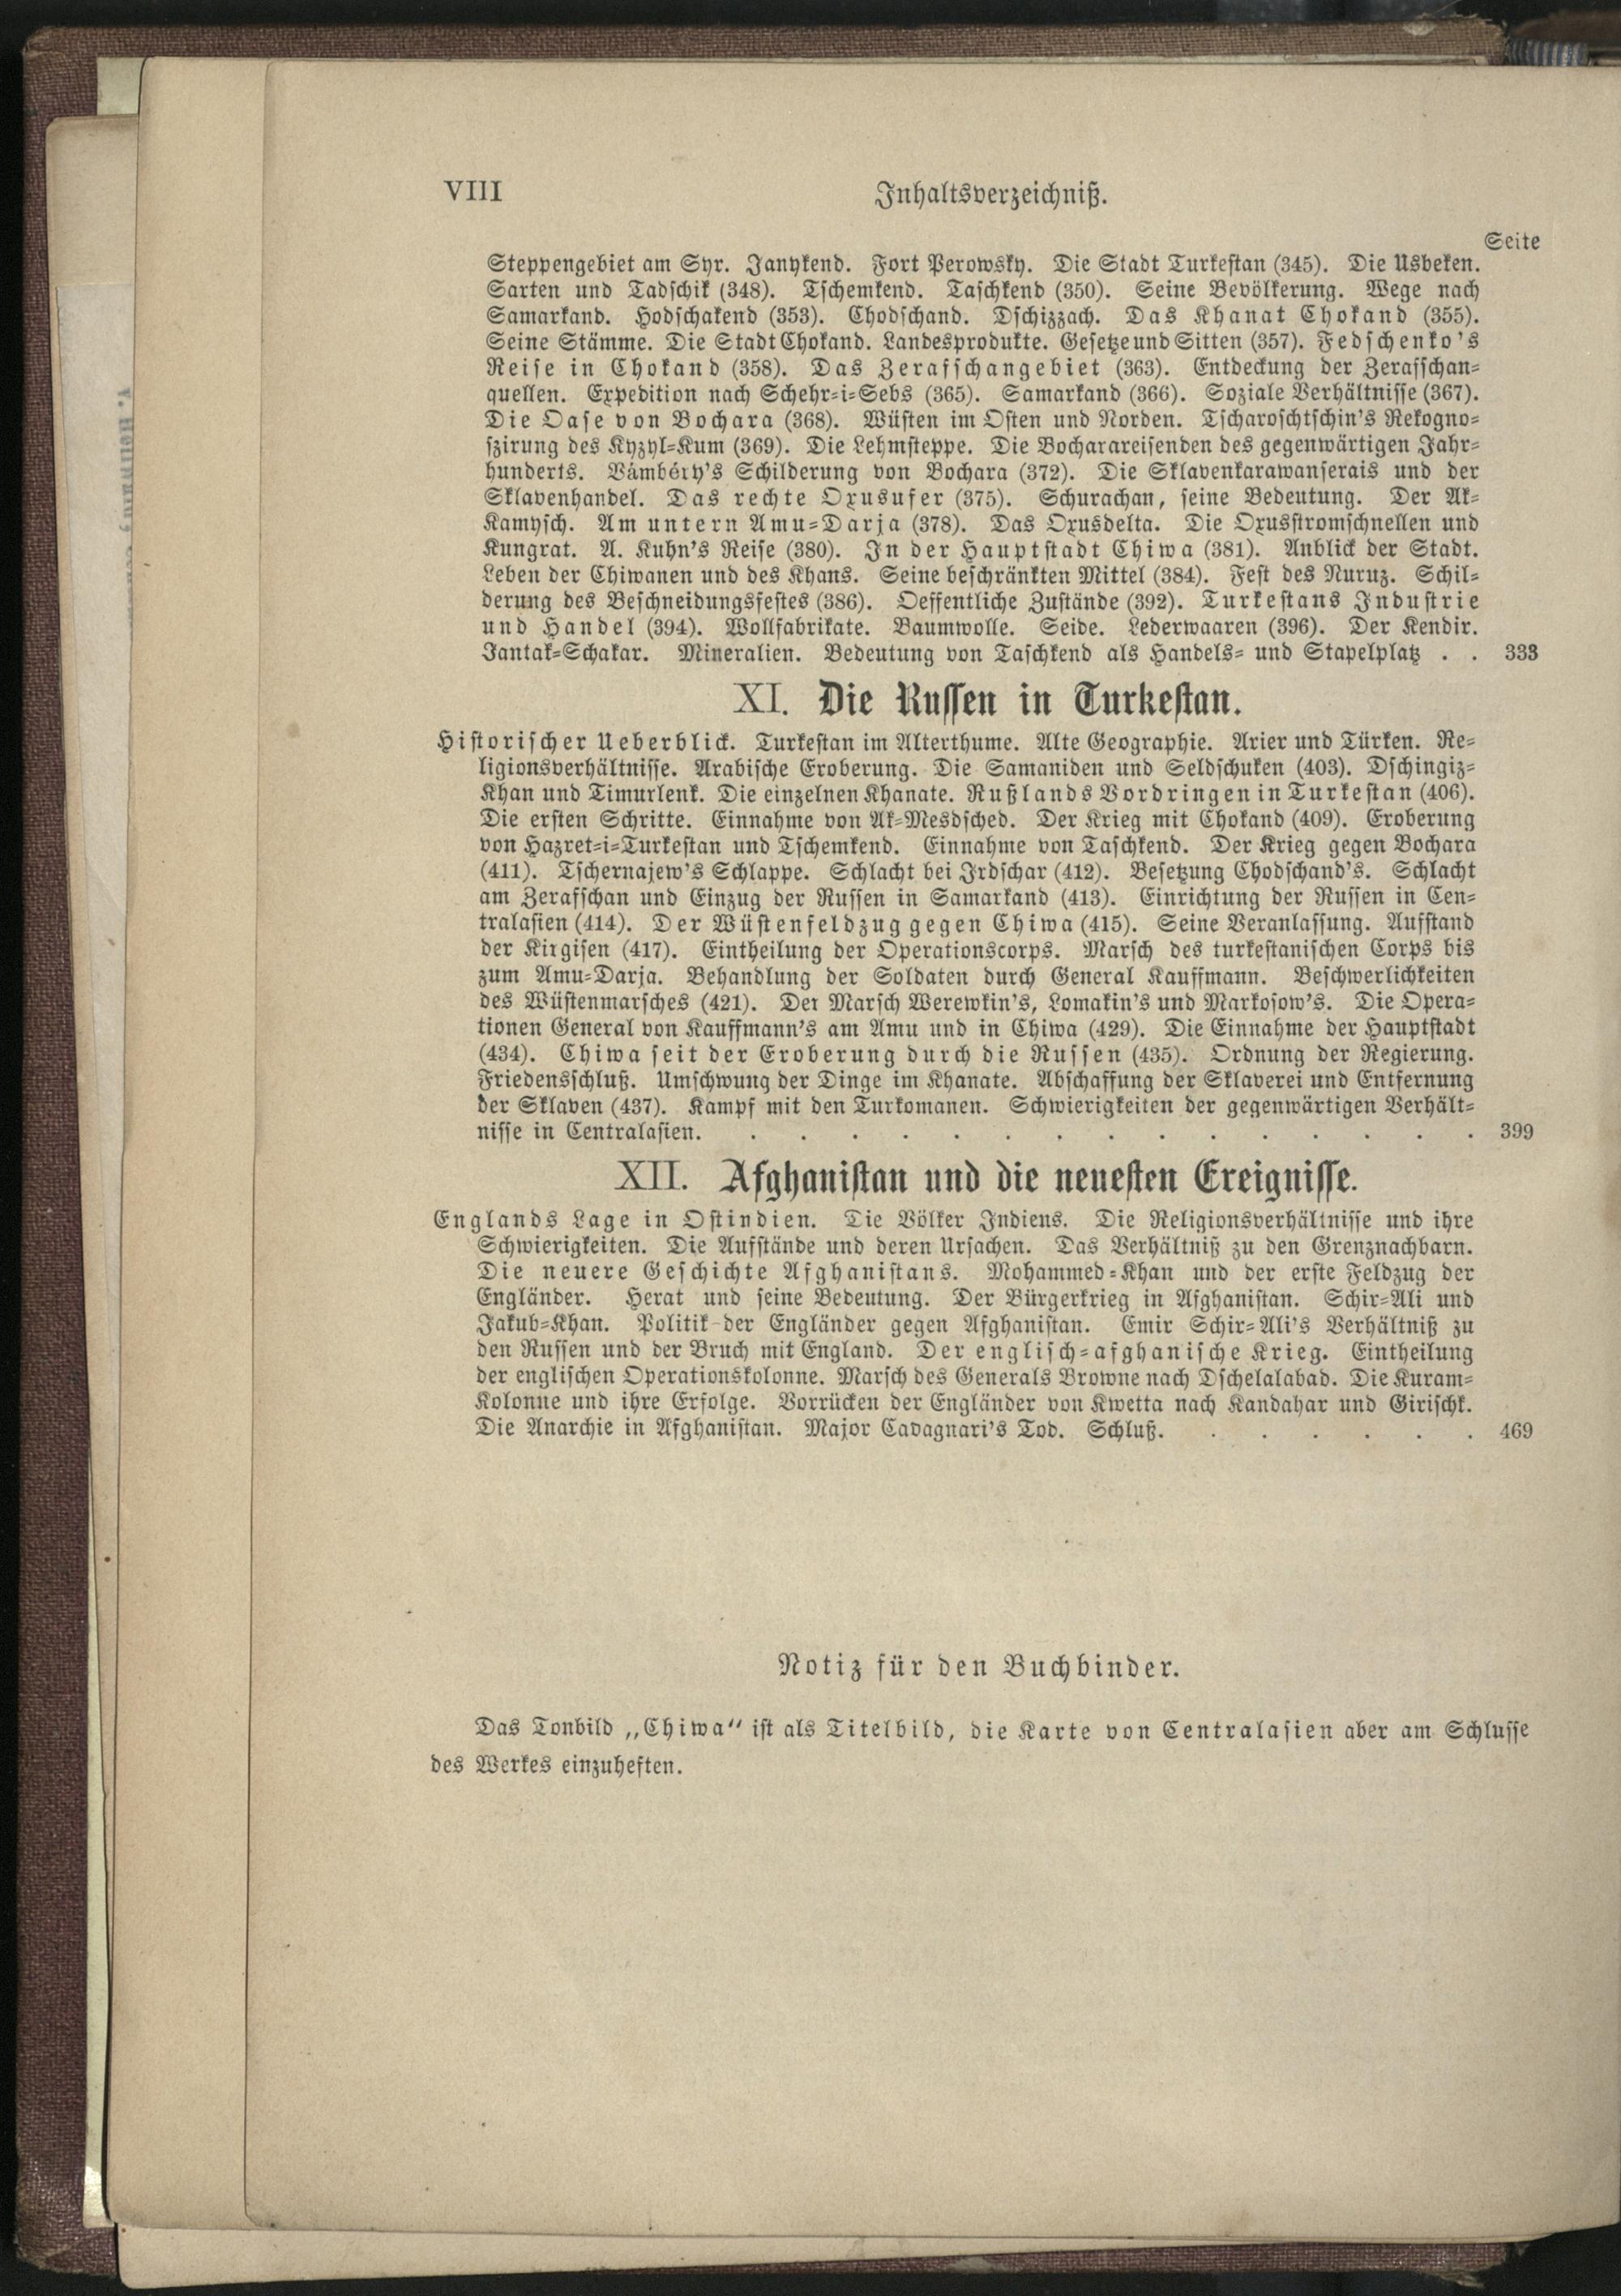 VIII Inhaltsverzeichniß.
Seite
Steppengebiet am Syr. Janykend. Fort Perowsky. Die Stadt Turkestan (345). Die Usbeken.
Sarten und Tadschik (348). Tschemkend. Taschkend (350). Seine Bevölkerung. Wege nach
Samarkand. Hodschakend (353). Chodschand. Dschizzach. Das Khanat Chokand (355).
Seine Stämme. Die Stadt Chokand. Landesprodukte. Gesetze und Sitten (357). Fedschenko's
Reise in Chokand (358). Das Zerafschangebiet (363). Entdeckung der Zerafschan-
quellen. Expedition nach Schehr-i-Sebs (365). Samarkand (366). Soziale Verhältnisse (367).
Die Oase von Bochara (368). Wüsten im Osten und Norden. Tscharoschtschin's Rekogno-
szirung des Kyzyl-Kum (369). Die Lehmsteppe. Die Bocharareisenden des gegenwärtigen Jahr-
hunderts. Vámbéry's Schilderung von Bochara (372). Die Sklavenkarawanserais und der
Sklavenhandel. Das rechte Oxusufer (375). Schurachan, seine Bedeutung. Der Ak-
Kamysch. Am untern Amu-Darja (378). Das Oxusdelta. Die Oxusstromschnellen und
Kungrat. A. Kuhn's Reise (380). In der Hauptstadt Chiwa (381). Anblick der Stadt.
Leben der Chiwanen und des Khans. Seine beschränkten Mittel (384). Fest des Nuruz. Schil-
derung des Beschneidungsfestes (386). Oeffentliche Zustände (392). Turkestans Industrie
und Handel (394). Wollfabrikate. Baumwolle. Seide. Lederwaaren (396). Der Kendir.
Jantak-Schakar. Mineralien. Bedeutung von Taschkend als Handels- und Stapelplatz . . 333
XI. Die Russen in Turkestan.
Historischer Ueberblick. Turkestan im Alterthume. Alte Geographie. Arier und Türken. Re-
ligionsverhältnisse. Arabische Eroberung. Die Samaniden und Seldschuken (403). Dschingiz-
Khan und Timurlenk. Die einzelnen Khanate. Rußlands Vordringen in Turkestan (406).
Die ersten Schritte. Einnahme von Ak-Mesdsched. Der Krieg mit Chokand (409). Eroberung
von Hazret-i-Turkestan und Tschemkend. Einnahme von Taschkend. Der Krieg gegen Bochara
(411). Tschernajew's Schlappe. Schlacht bei Irdschar (412). Besetzung Chodschand's. Schlacht
am Zerafschan und Einzug der Russen in Samarkand (413). Einrichtung der Russen in Cen-
tralasien (414). Der Wüstenfeldzug gegen Chiwa (415). Seine Veranlassung. Aufstand
der Kirgisen (417). Eintheilung der Operationscorps. Marsch des turkestanischen Corps bis
zum Amu-Darja. Behandlung der Soldaten durch General Kauffmann. Beschwerlichkeiten
des Wüstenmarsches (421). Der Marsch Werewkin's, Lomakin's und Markosow's. Die Opera-
tionen General von Kauffmann's am Amu und in Chiwa (429). Die Einnahme der Hauptstadt
(434). Chiwa seit der Eroberung durch die Russen (435). Ordnung der Regierung.
Friedensschluß. Umschwung der Dinge im Khanate. Abschaffung der Sklaverei und Entfernung
der Sklaven (437). Kampf mit den Turkomanen. Schwierigkeiten der gegenwärtigen Verhält-
nisse in Centralasien. . . . . . . . . . . . . . . . 399
XII. Afghanistan und die neuesten Ereignisse.
Englands Lage in Ostindien. Die Völker Indiens. Die Religionsverhältnisse und ihre
Schwierigkeiten. Die Aufstände und deren Ursachen. Das Verhältniß zu den Grenznachbarn.
Die neuere Geschichte Afghanistans. Mohammed-Khan und der erste Feldzug der
Engländer. Herat und seine Bedeutung. Der Bürgerkrieg in Afghanistan. Schir-Ali und
Jakub-Khan. Politik der Engländer gegen Afghanistan. Emir Schir-Ali's Verhältniß zu
den Russen und der Bruch mit England. Der englisch-afghanische Krieg. Eintheilung
der englischen Operationskolonne. Marsch des Generals Browne nach Dschelalabad. Die Kuram-
Kolonne und ihre Erfolge. Vorrücken der Engländer von Kwetta nach Kandahar und Girischk.
Die Anarchie in Afghanistan. Major Cavagnari's Tod. Schluß. . . . . . . 469
Notiz für den Buchbinder.
Das Tonbild „Chiwa“ ist als Titelbild, die Karte von Centralasien aber am Schlusse
des Werkes einzuheften.